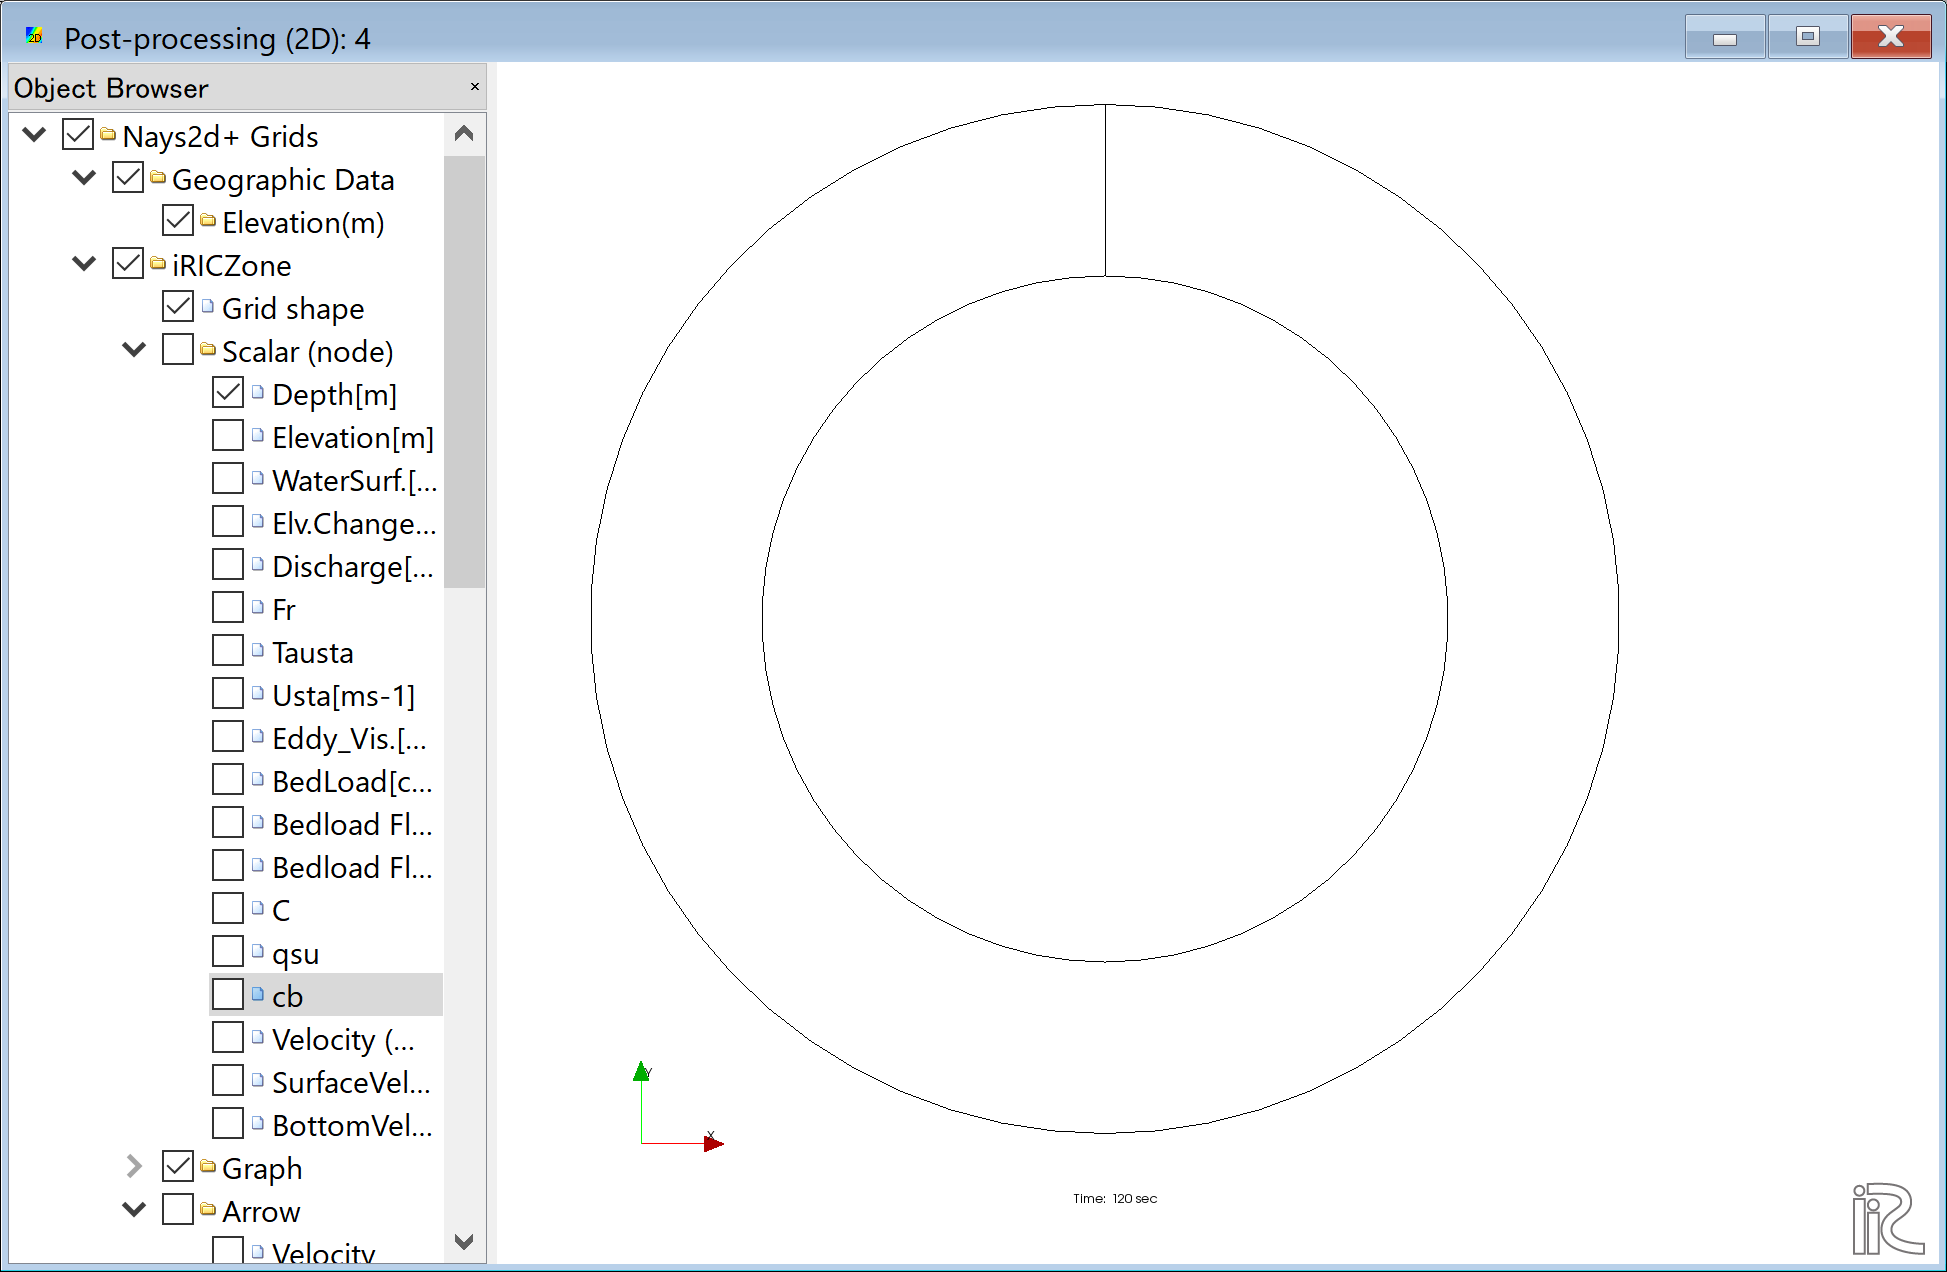 2D
Post-processing (2D): 4
Object Browser
Nays2d+ Grids
Geographic Data
Elevation(m)
iRICZone
Grid shape
Scalar (node)
Depth[m]
Elevation[m]
WaterSurf.[...
Elv.Change...
Discharge[...
Fr
Tausta
Usta[ms-1]
Eddy_Vis.[...
BedLoad[c...
Bedload Fl...
Bedload Fl...
C
qsu
cb
Velocity (...
SurfaceVel...
BottomVel...
Graph
Arrow
Velocity
Y
X
Time: 120 sec
iRIC